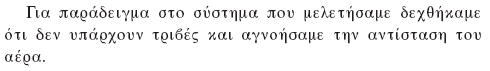 Για παράδειγμα στο σύστημα που μελετήσαμε δεχθήκαμε
ότι δεν υπάρχουν τριβές και αγνοήσαμε την αντίσταση του
αέρα.